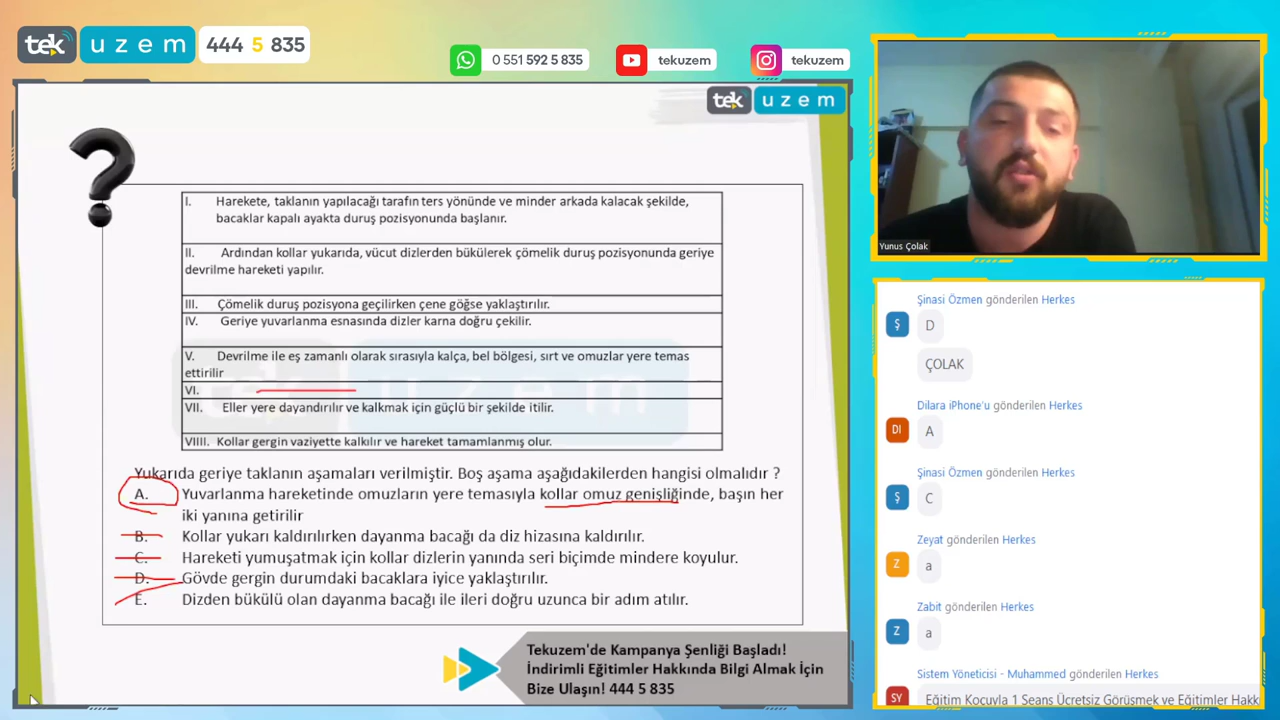 tek
uzem
444 5 835
0 551 592 5 835
tekuzem
tekuzem
tek
uzem
I. Harekete, taklanın yapılacağı tarafın ters yönünde ve minder arkada kalacak şekilde,
bacaklar kapalı ayakta duruş pozisyonunda başlanır.
II. Ardından kollar yukarıda, vücut dizlerden bükülerek çömelik duruş pozisyonunda geriye
devrilme hareketi yapılır.
III. Çömelik duruş pozisyona geçilirken çene göğse yaklaştırılır.
IV. Geriye yuvarlanma esnasında dizler karna doğru çekilir.
V. Devrilme ile eş zamanlı olarak sırasıyla kalça, bel bölgesi, sırt ve omuzlar yere temas
ettirilir
VI.
VII. Eller yere dayandırılır ve kalkmak için güçlü bir şekilde itilir.
VIIII. Kollar gergin vaziyette kalkılır ve hareket tamamlanmış olur.
tek uzem
Yukarıda geriye taklanın aşamaları verilmiştir. Boş aşama aşağıdakilerden hangisi olmalıdır ?
A. Yuvarlanma hareketinde omuzların yere temasıyla kollar omuz genişliğinde, başın her
iki yanına getirilir
B. Kollar yukarı kaldırılırken dayanma bacağı da diz hizasına kaldırılır.
C. Hareketi yumuşatmak için kollar dizlerin yanında seri biçimde mindere koyulur.
D. Gövde gergin durumdaki bacaklara iyice yaklaştırılır.
E. Dizden bükülü olan dayanma bacağı ile ileri doğru uzunca bir adım atılır.
Tekuzem'de Kampanya Şenliği Başladı!
İndirimli Eğitimler Hakkında Bilgi Almak İçin
Bize Ulaşın! 444 5 835
Yunus Çolak
Şinasi Özmen gönderilen Herkes
Ş
D
ÇOLAK
Dilara iPhone'u gönderilen Herkes
DI
A
Şinasi Özmen gönderilen Herkes
Ş
C
Zeyat gönderilen Herkes
Z
a
Zabit gönderilen Herkes
Z
a
Sistem Yöneticisi - Muhammed gönderilen Herkes
SY
Eğitim Koçuyla 1 Seans Ücretsiz Görüşmek ve Eğitimler Hakk